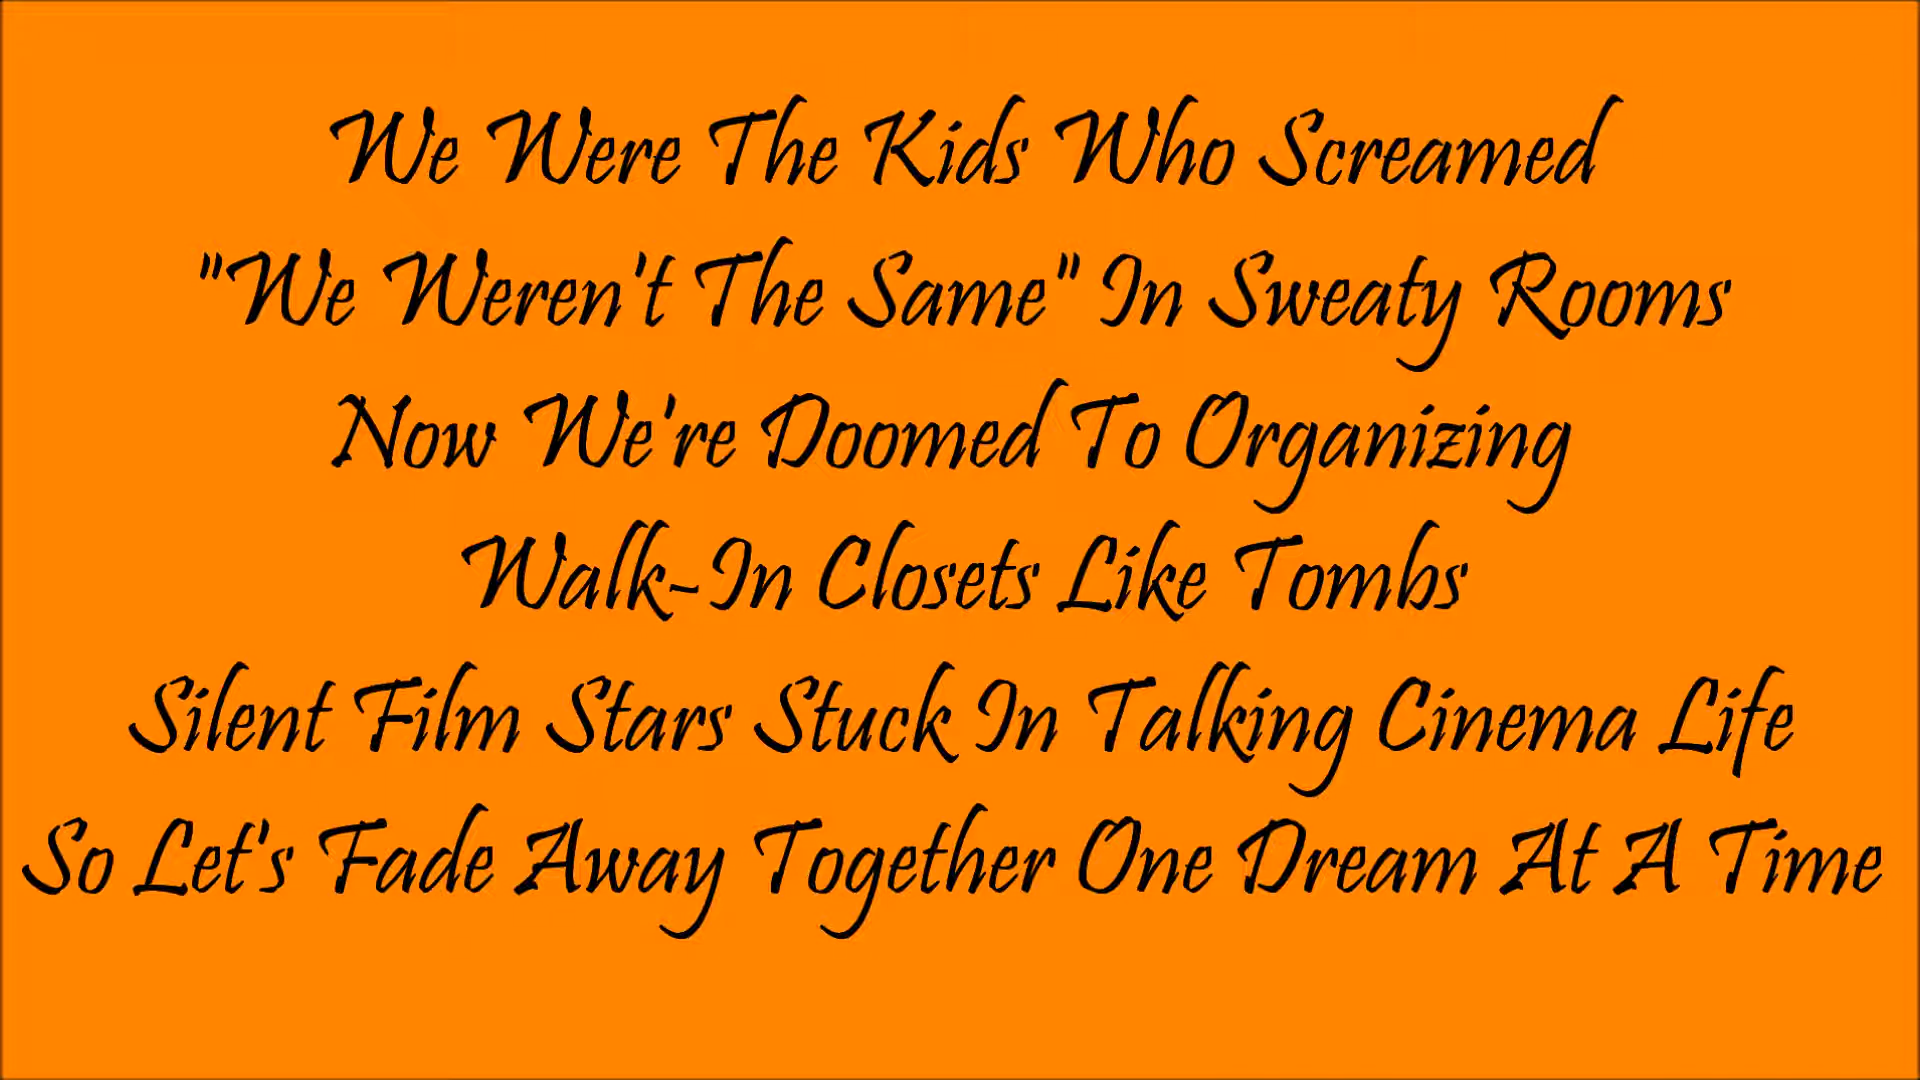 We Were The Kids Who Screamed
"We Weren't The Same" In Sweaty Rooms
Now We're Doomed To Organizing
Walk-In Closets Like Tombs
Silent Film Stars Stuck In Talking Cinema Life
So Let's Fade Away Together One Dream At A Time